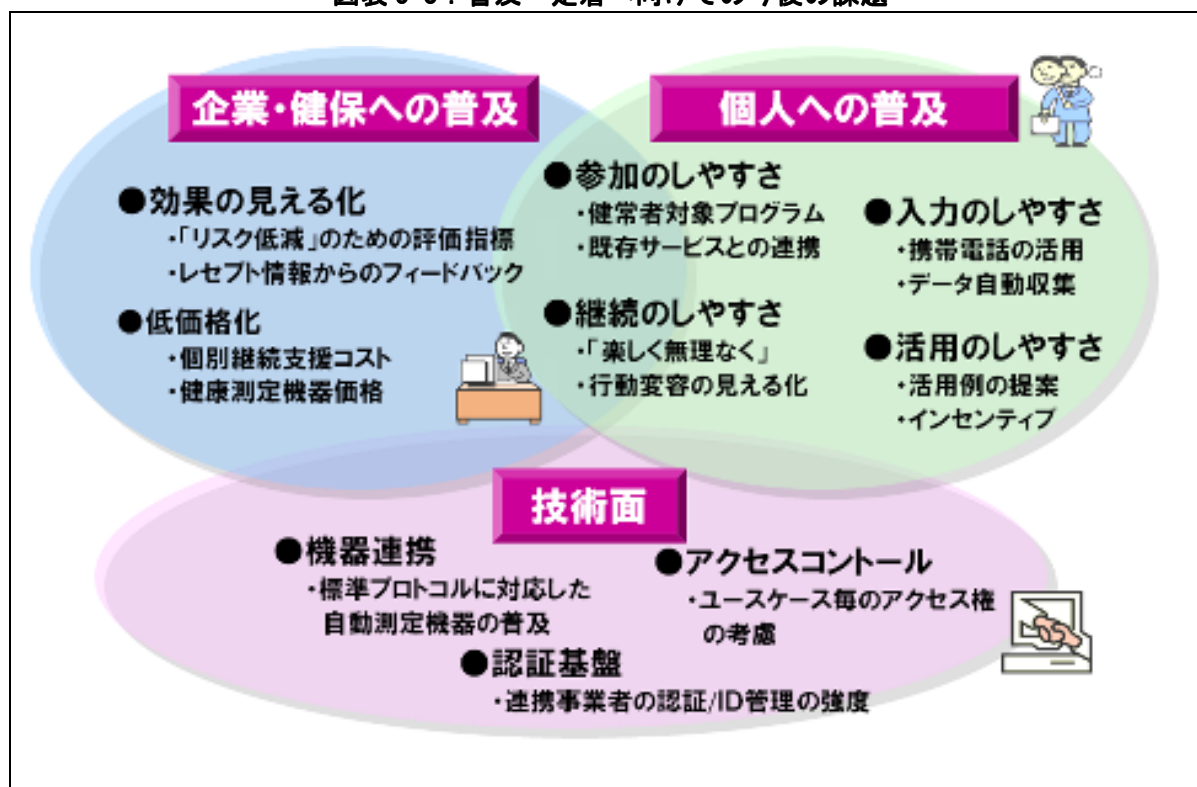 企業・健保への普及
●効果の見える化
・「リスク低減」のための評価指標
・レセプト情報からのフィードバック
●低価格化
・個別継続支援コスト
・健康測定機器価格
個人への普及
●参加のしやすさ
・健常者対象プログラム
・既存サービスとの連携
●継続のしやすさ
・「楽しく無理なく」
・行動変容の見える化
●入力のしやすさ
・携帯電話の活用
・データ自動収集
●活用のしやすさ
・活用例の提案
・インセンティブ
技術面
●機器連携
・標準プロトコルに対応した
自動測定機器の普及
●アクセスコントール
・ユースケース毎のアクセス権
の考慮
●認証基盤
・連携事業者の認証/ID管理の強度